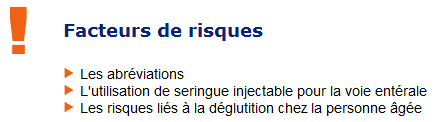 Facteurs de risques
Les abréviations
L'utilisation de seringue injectable pour la voie entérale
Les risques liés à la déglutition chez la personne âgée